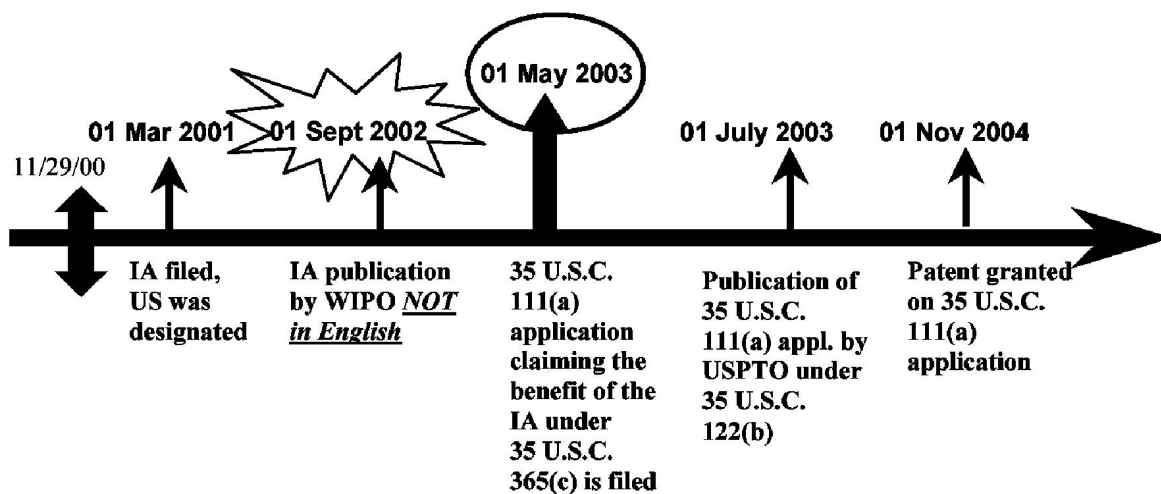 01 May 2003
01 Mar 2001
01 Sept 2002
01 July 2003
01 Nov 2004
11/29/00
IA filed,
US was
designated
IA publication
by WIPO NOT
in English
35 U.S.C.
111(a)
application
claiming the
benefit of the
IA under
35 U.S.C.
365(c) is filed
Publication of
35 U.S.C.
111(a) appl. by
USPTO under
35 U.S.C.
122(b)
Patent granted
on 35 U.S.C.
111(a)
application